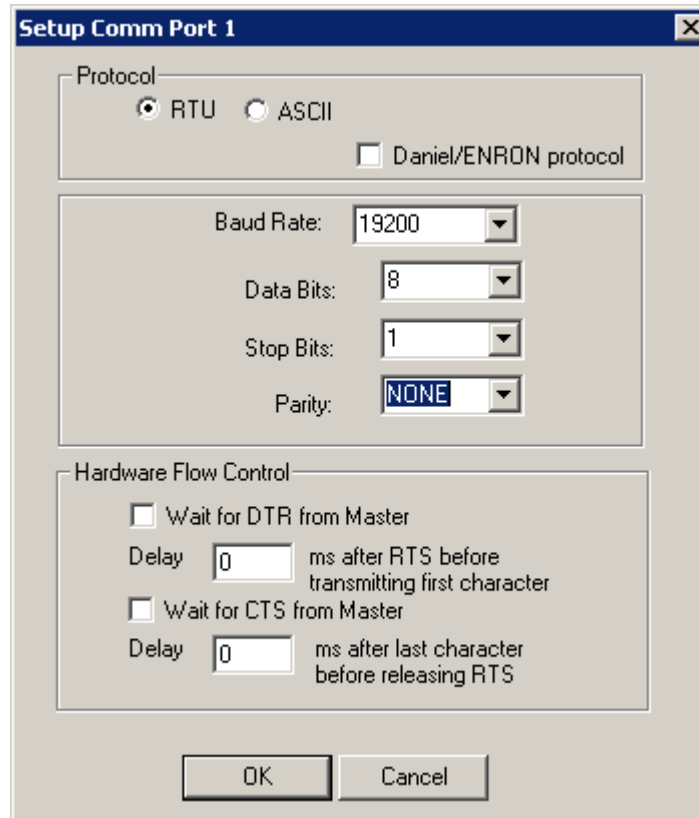 Setup Comm Port 1
Protocol
RTU ASCII
Daniel/ENRON protocol
Baud Rate: 19200
Data Bits: 8
Stop Bits: 1
Parity: NONE
Hardware Flow Control
Wait for DTR from Master
Delay 0 ms after RTS before
transmitting first character
Wait for CTS from Master
Delay 0 ms after last character
before releasing RTS
OK Cancel